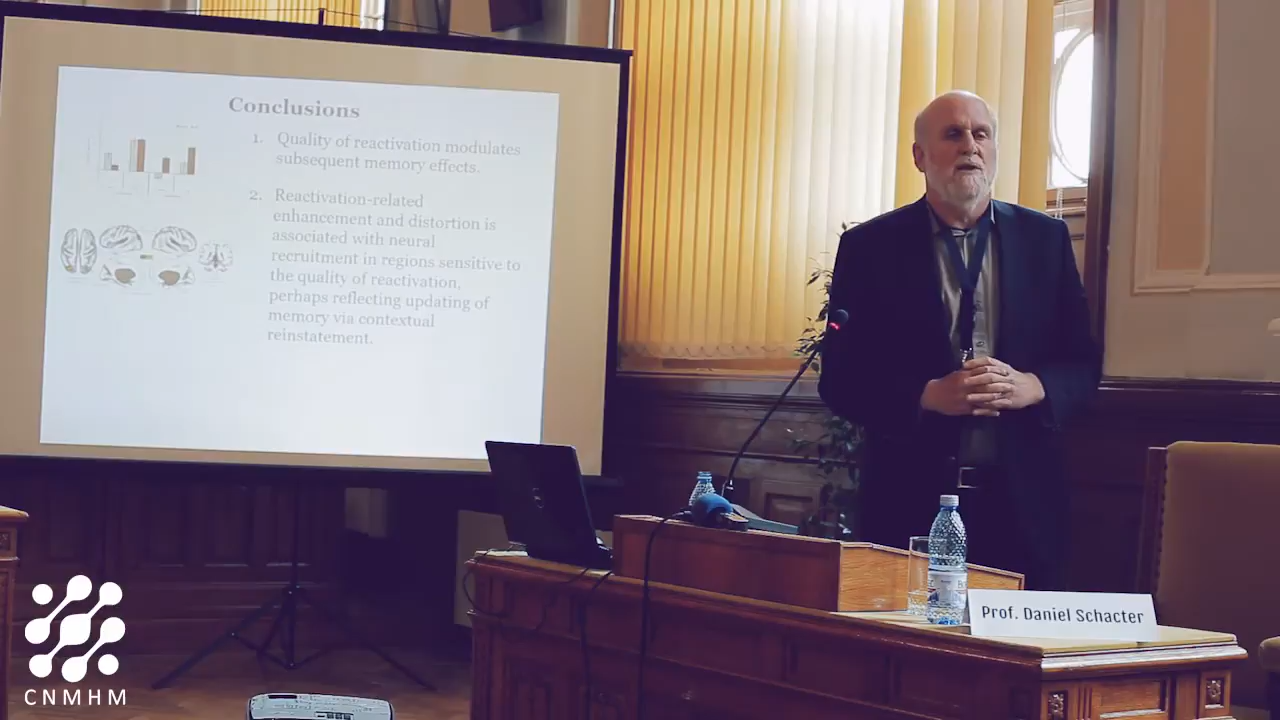 Conclusions
1. Quality of reactivation modulates
subsequent memory effects.
2. Reactivation-related
enhancement and distortion is
associated with neural
recruitment in regions sensitive to
the quality of reactivation,
perhaps reflecting updating of
memory via contextual
reinstatement.
Prof. Daniel Schacter
CNMHM